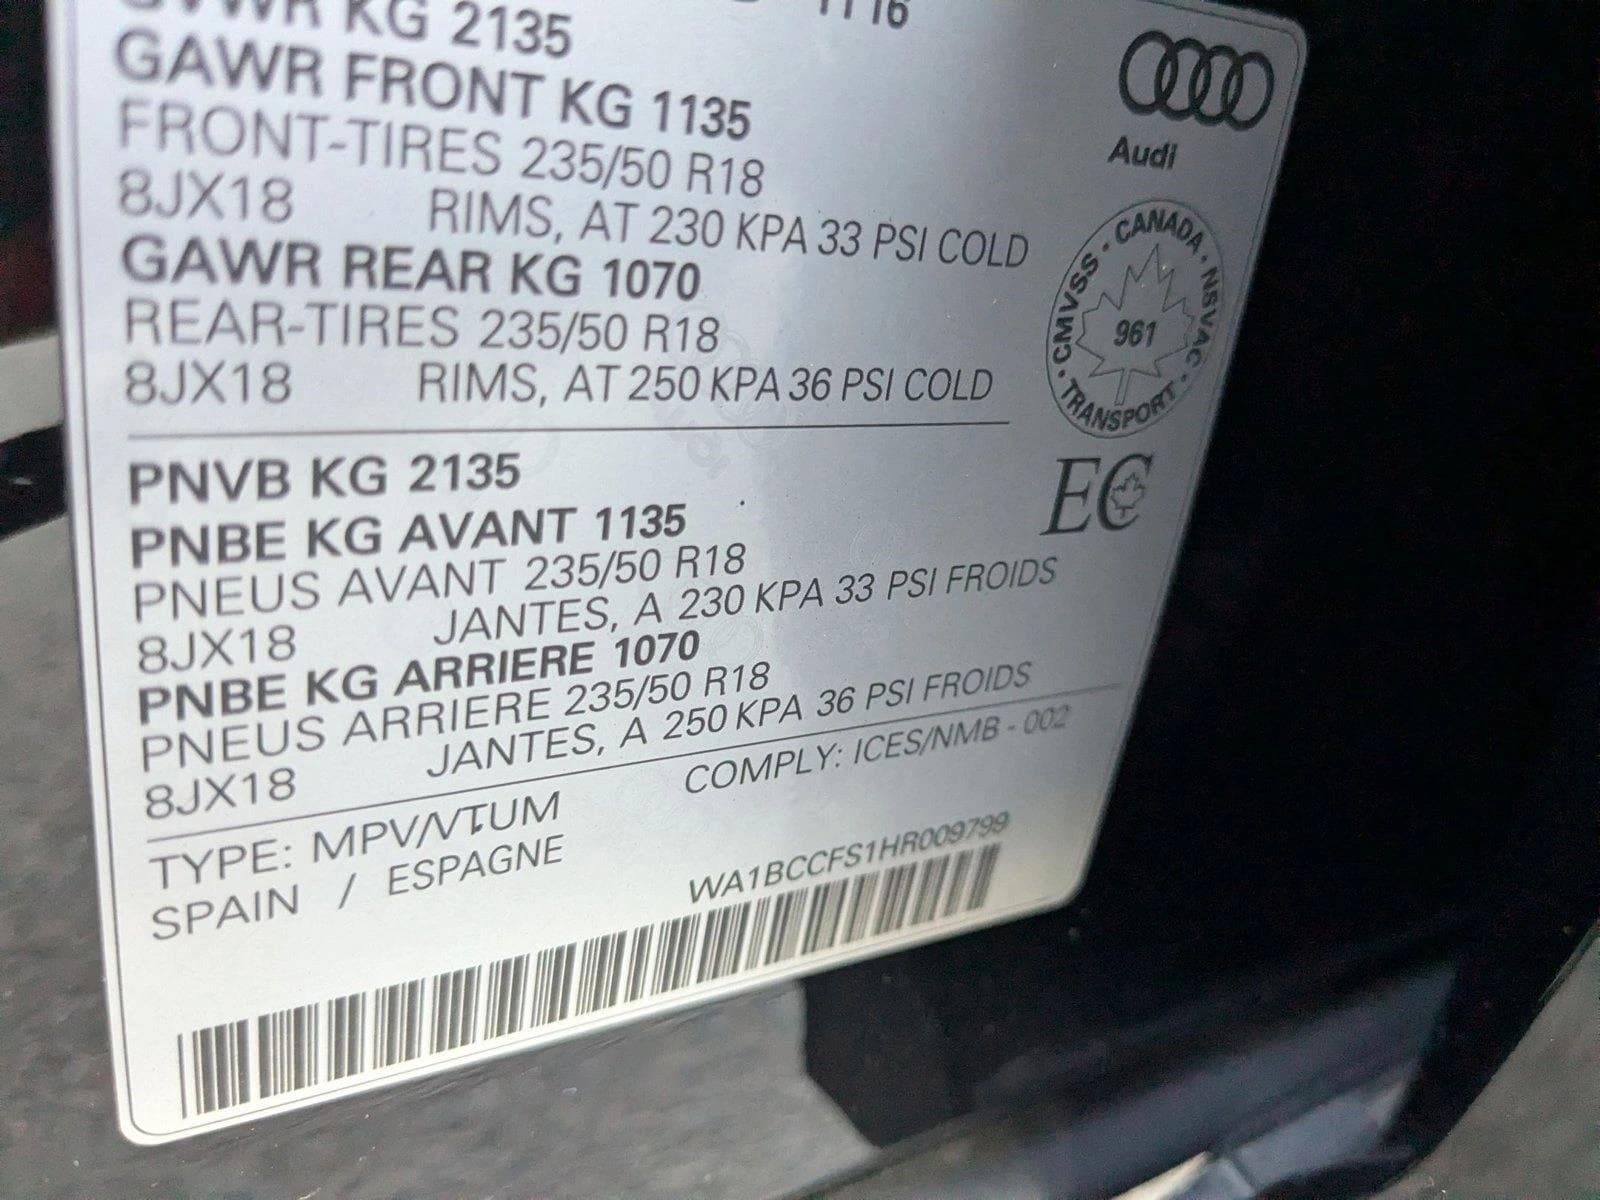 GVWR KG 2135
11 16
GAWR FRONT KG 1135
FRONT-TIRES 235/50 R18
8JX18 RIMS, AT 230 KPA 33 PSI COLD
GAWR REAR KG 1070
REAR-TIRES 235/50 R18
8JX18 RIMS, AT 250 KPA 36 PSI COLD
Audi
CANADA · NSVAC · TRANSPORT · CMVSS ·
961
EC
PNVB KG 2135
PNBE KG AVANT 1135
PNEUS AVANT 235/50 R18
8JX18 JANTES, A 230 KPA 33 PSI FROIDS
PNBE KG ARRIERE 1070
PNEUS ARRIERE 235/50 R18
8JX18 JANTES, A 250 KPA 36 PSI FROIDS
COMPLY: ICES/NMB - 002
TYPE: MPV/VTUM
SPAIN / ESPAGNE
WA1BCCFS1HR009799